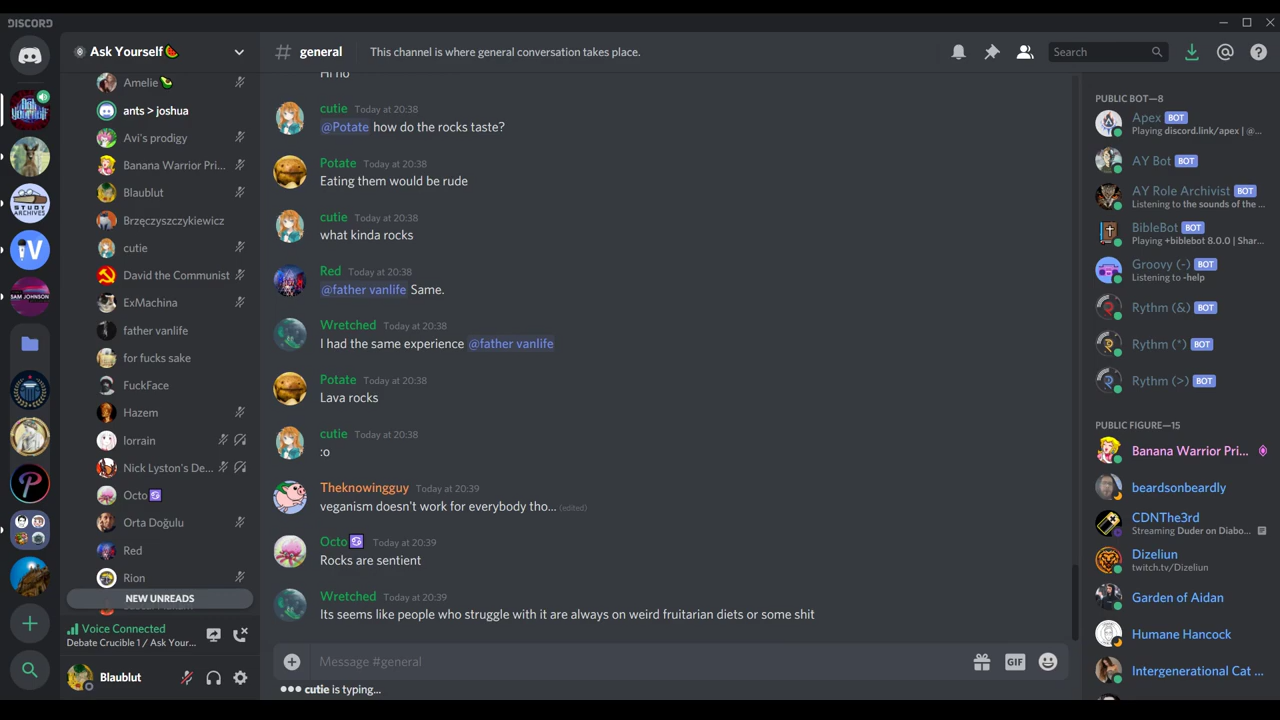 DISCORD
Ask Yourself
# general
This channel is where general conversation takes place.
Search
Amelie
ants > joshua
Avi's prodigy
Banana Warrior Pri...
Blaublut
Brzęczyszczykiewicz
cutie
David the Communist
ExMachina
father vanlife
for fucks sake
FuckFace
Hazem
lorrain
Nick Lyston's De...
Octo
Orta Doğulu
Red
Rion
NEW UNREADS
Voice Connected
Debate Crucible 1 / Ask Your...
Blaublut
STUDY ARCHIVES
SAM JOHNSON
Hi no
cutie Today at 20:38
@Potate how do the rocks taste?
Potate Today at 20:38
Eating them would be rude
cutie Today at 20:38
what kinda rocks
Red Today at 20:38
@father vanlife Same.
Wretched Today at 20:38
I had the same experience @father vanlife
Potate Today at 20:38
Lava rocks
cutie Today at 20:38
:o
Theknowingguy Today at 20:39
veganism doesn't work for everybody tho... (edited)
Octo Today at 20:39
Rocks are sentient
Wretched Today at 20:39
Its seems like people who struggle with it are always on weird fruitarian diets or some shit
Message #general
GIF
cutie is typing...
PUBLIC BOT—8
Apex BOT
Playing discord.link/apex | @...
AY Bot BOT
AY Role Archivist BOT
Listening to the sounds of the ...
BibleBot BOT
Playing +biblebot 8.0.0 | Shar...
Groovy (-) BOT
Listening to -help
Rythm (&) BOT
Rythm (*) BOT
Rythm (>) BOT
PUBLIC FIGURE—15
Banana Warrior Pri...
beardsonbeardly
CDNThe3rd
Streaming Duder on Diabo...
Dizeliun
twitch.tv/Dizeliun
Garden of Aidan
Humane Hancock
Intergenerational Cat ...